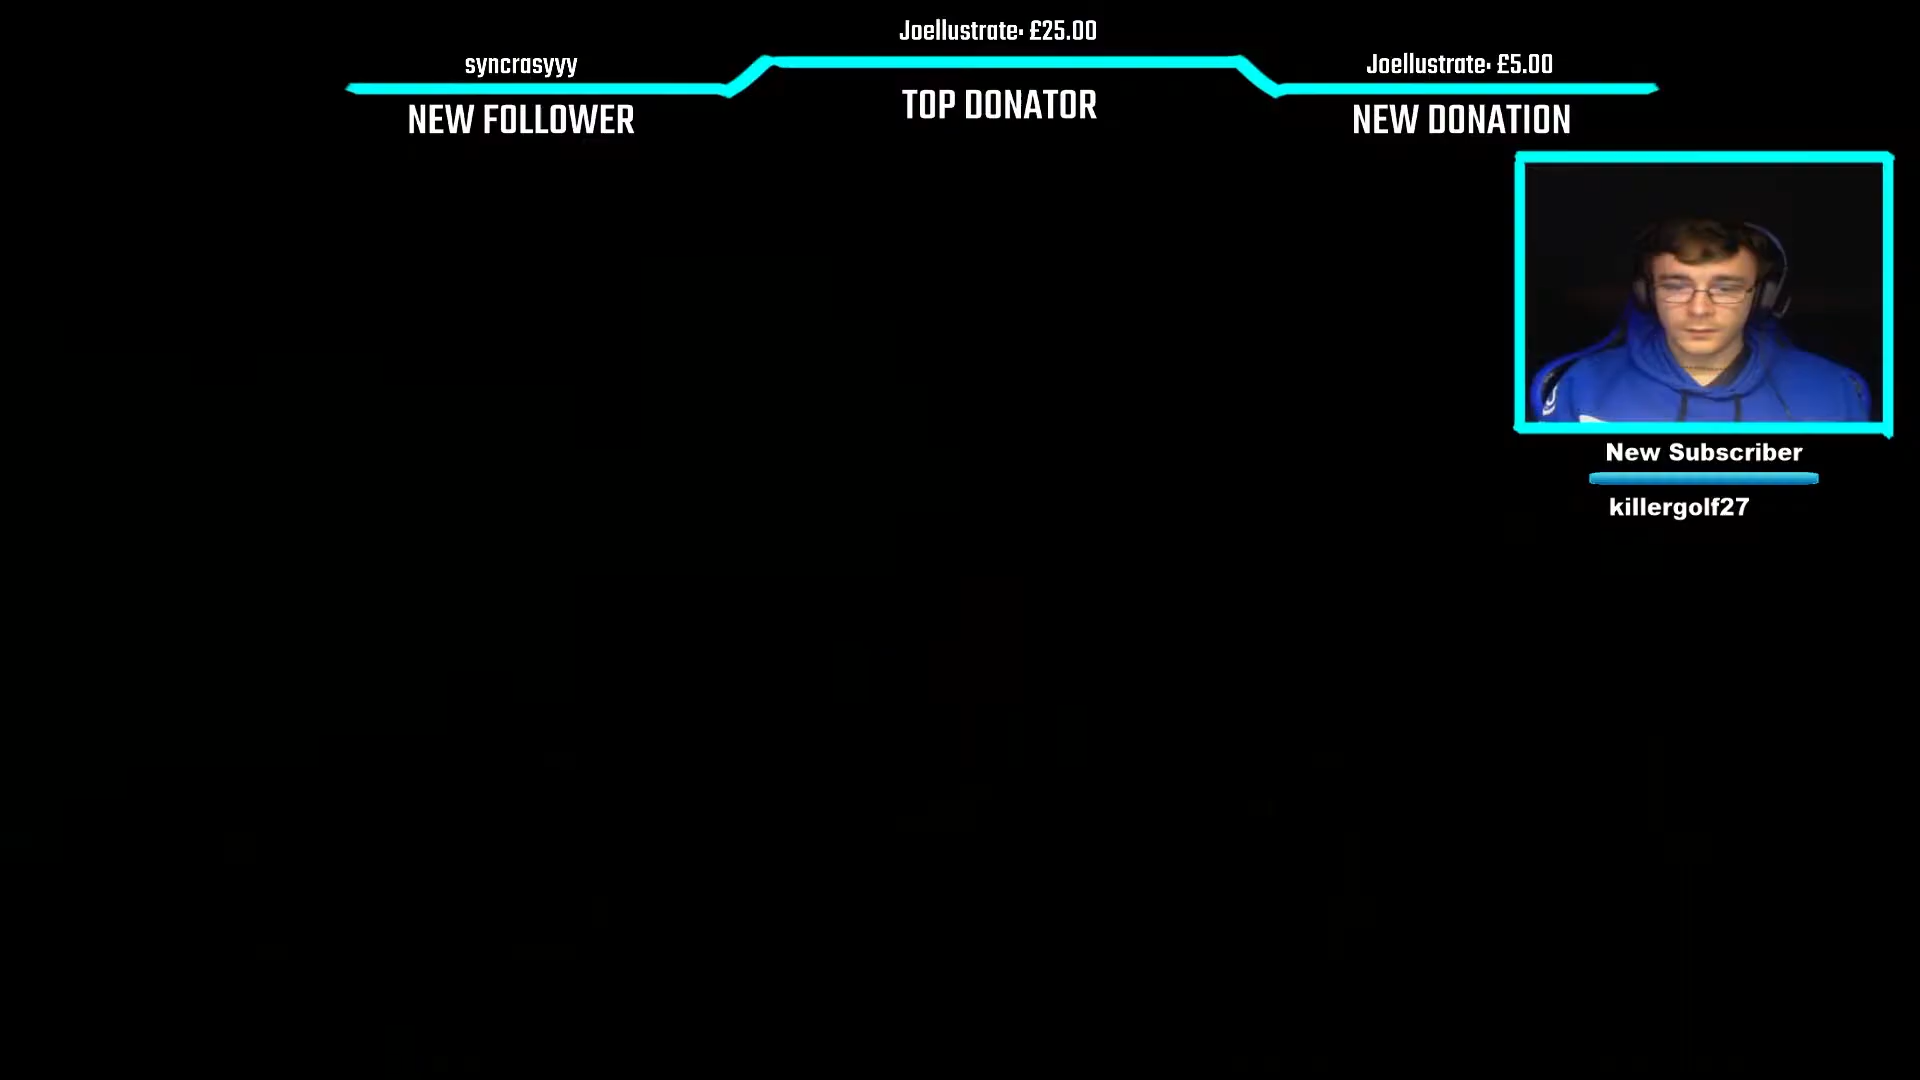 Joellustrate: £25.00
syncrasyyy
Joellustrate: £5.00
TOP DONATOR
NEW FOLLOWER
NEW DONATION
New Subscriber
killergolf27